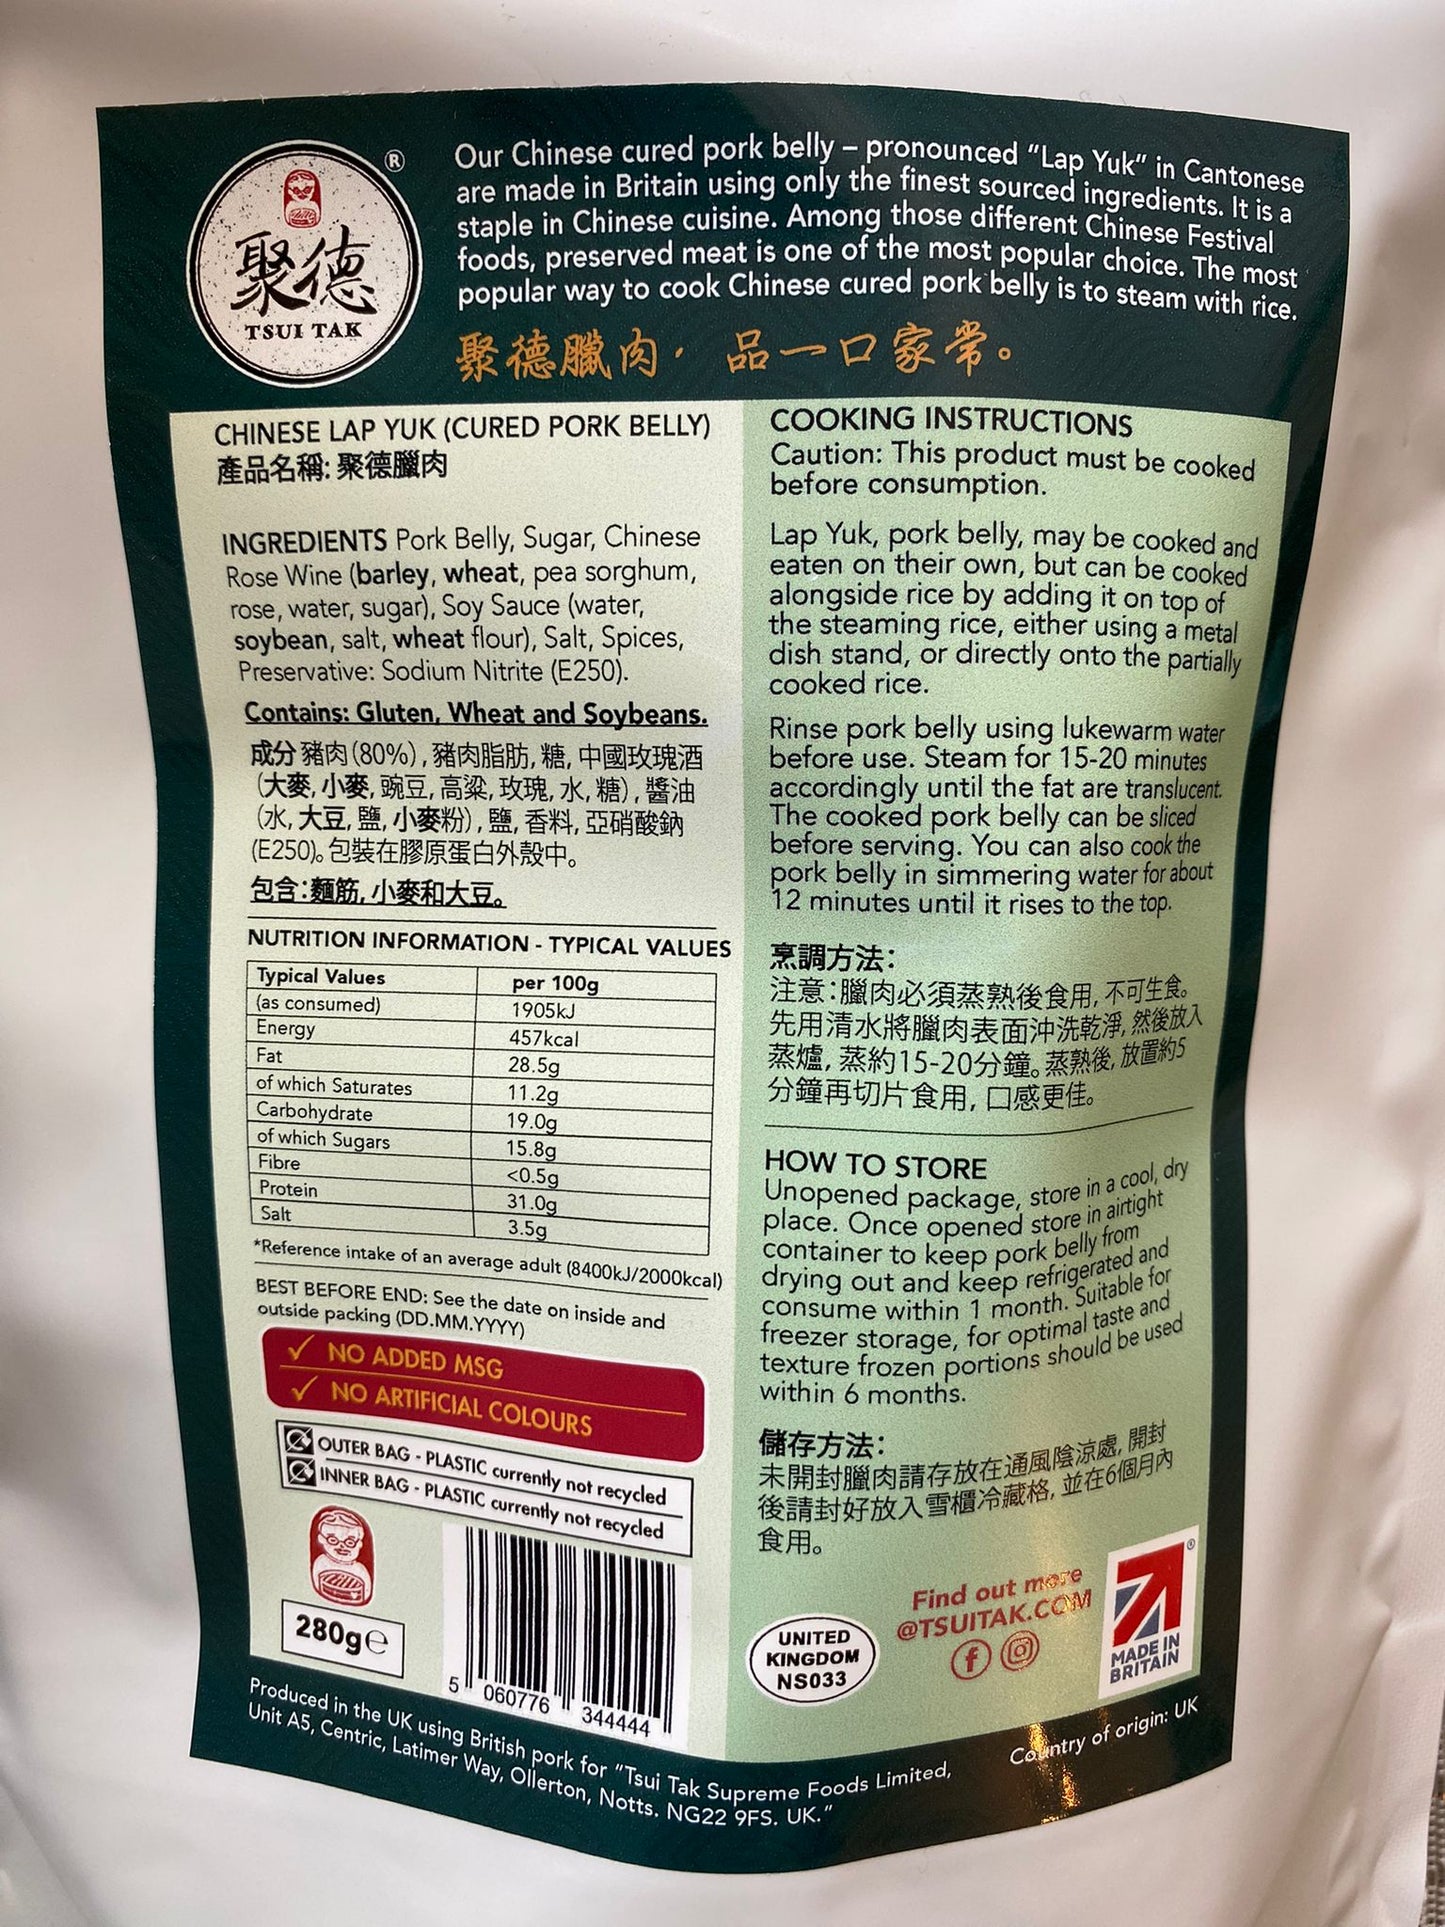 聚德
TSUI TAK
®
Our Chinese cured pork belly – pronounced “Lap Yuk” in Cantonese
are made in Britain using only the finest sourced ingredients. It is a
staple in Chinese cuisine. Among those different Chinese Festival
foods, preserved meat is one of the most popular choice. The most
popular way to cook Chinese cured pork belly is to steam with rice.
聚德臘肉，品一口家常。
CHINESE LAP YUK (CURED PORK BELLY)
產品名稱: 聚德臘肉
INGREDIENTS Pork Belly, Sugar, Chinese
Rose Wine (barley, wheat, pea sorghum,
rose, water, sugar), Soy Sauce (water,
soybean, salt, wheat flour), Salt, Spices,
Preservative: Sodium Nitrite (E250).
Contains: Gluten, Wheat and Soybeans.
成分 豬肉(80%), 豬肉脂肪, 糖, 中國玫瑰酒
(大麥, 小麥, 豌豆, 高粱, 玫瑰, 水, 糖), 醬油
(水, 大豆, 鹽, 小麥粉), 鹽, 香料, 亞硝酸鈉
(E250)。包裝在膠原蛋白外殼中。
包含:麵筋, 小麥和大豆。
NUTRITION INFORMATION - TYPICAL VALUES
Typical Values per 100g
(as consumed) 1905kJ
Energy 457kcal
Fat 28.5g
of which Saturates 11.2g
Carbohydrate 19.0g
of which Sugars 15.8g
Fibre <0.5g
Protein 31.0g
Salt 3.5g
*Reference intake of an average adult (8400kJ/2000kcal)
BEST BEFORE END: See the date on inside and
outside packing (DD.MM.YYYY)
✓ NO ADDED MSG
✓ NO ARTIFICIAL COLOURS
OUTER BAG - PLASTIC currently not recycled
INNER BAG - PLASTIC currently not recycled
280g e
5 060776 344444
COOKING INSTRUCTIONS
Caution: This product must be cooked
before consumption.
Lap Yuk, pork belly, may be cooked and
eaten on their own, but can be cooked
alongside rice by adding it on top of
the steaming rice, either using a metal
dish stand, or directly onto the partially
cooked rice.
Rinse pork belly using lukewarm water
before use. Steam for 15-20 minutes
accordingly until the fat are translucent.
The cooked pork belly can be sliced
before serving. You can also cook the
pork belly in simmering water for about
12 minutes until it rises to the top.
烹調方法:
注意:臘肉必須蒸熟後食用, 不可生食。
先用清水將臘肉表面沖洗乾淨, 然後放入
蒸爐, 蒸約15-20分鐘。蒸熟後, 放置約5
分鐘再切片食用, 口感更佳。
HOW TO STORE
Unopened package, store in a cool, dry
place. Once opened store in airtight
container to keep pork belly from
drying out and keep refrigerated and
consume within 1 month. Suitable for
freezer storage, for optimal taste and
texture frozen portions should be used
within 6 months.
儲存方法:
未開封臘肉請存放在通風陰涼處, 開封
後請封好放入雪櫃冷藏格, 並在6個月內
食用。
Find out more
@TSUITAK.COM
UNITED
KINGDOM
NS033
®
MADE IN
BRITAIN
Produced in the UK using British pork for “Tsui Tak Supreme Foods Limited,
Unit A5, Centric, Latimer Way, Ollerton, Notts. NG22 9FS. UK.”
Country of origin: UK